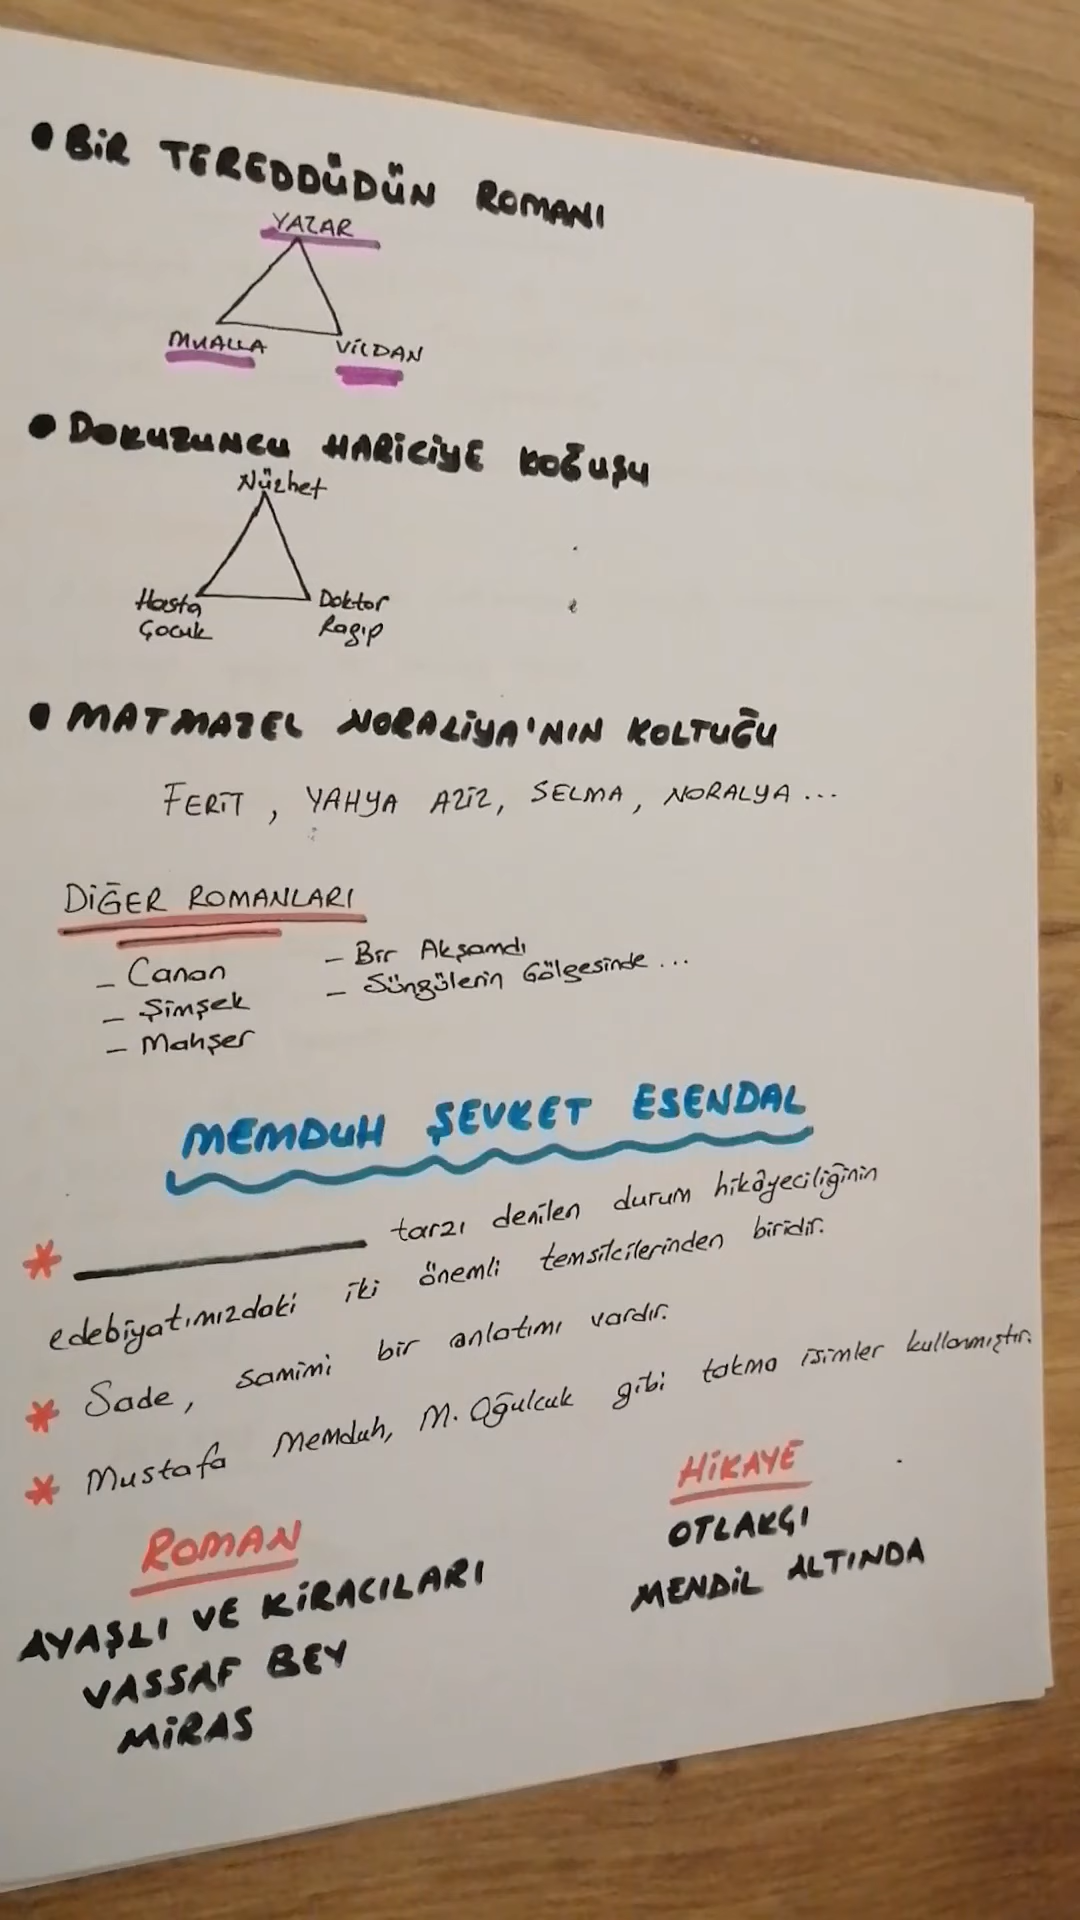 • BİR TEREDDÜDÜN ROMANI
YAZAR
MUALLA
VİLDAN
• DOKUZUNCU HARİCİYE KOĞUŞU
Nüzhet
Hasta Doktor
Çocuk Ragıp
• MATMAZEL NORALİYA'NIN KOLTUĞU
FERİT, YAHYA AZİZ, SELMA, NORALYA...
DİĞER ROMANLARI
- Canan
- Şimşek
- Mahşer
- Bir Akşamdı
- Süngülerin Gölgesinde...
MEMDUH ŞEVKET ESENDAL
* __________ tarzı denilen durum hikâyeciliğinin
edebiyatımızdaki iki önemli temsilcilerinden biridir.
* Sade, samimi bir anlatımı vardır.
* Mustafa Memduh, M. Oğulcuk gibi takma isimler kullanmıştır.
ROMAN
AYAŞLI VE KİRACILARI
VASSAF BEY
MİRAS
HİKAYE
OTLAKÇI
MENDİL ALTINDA